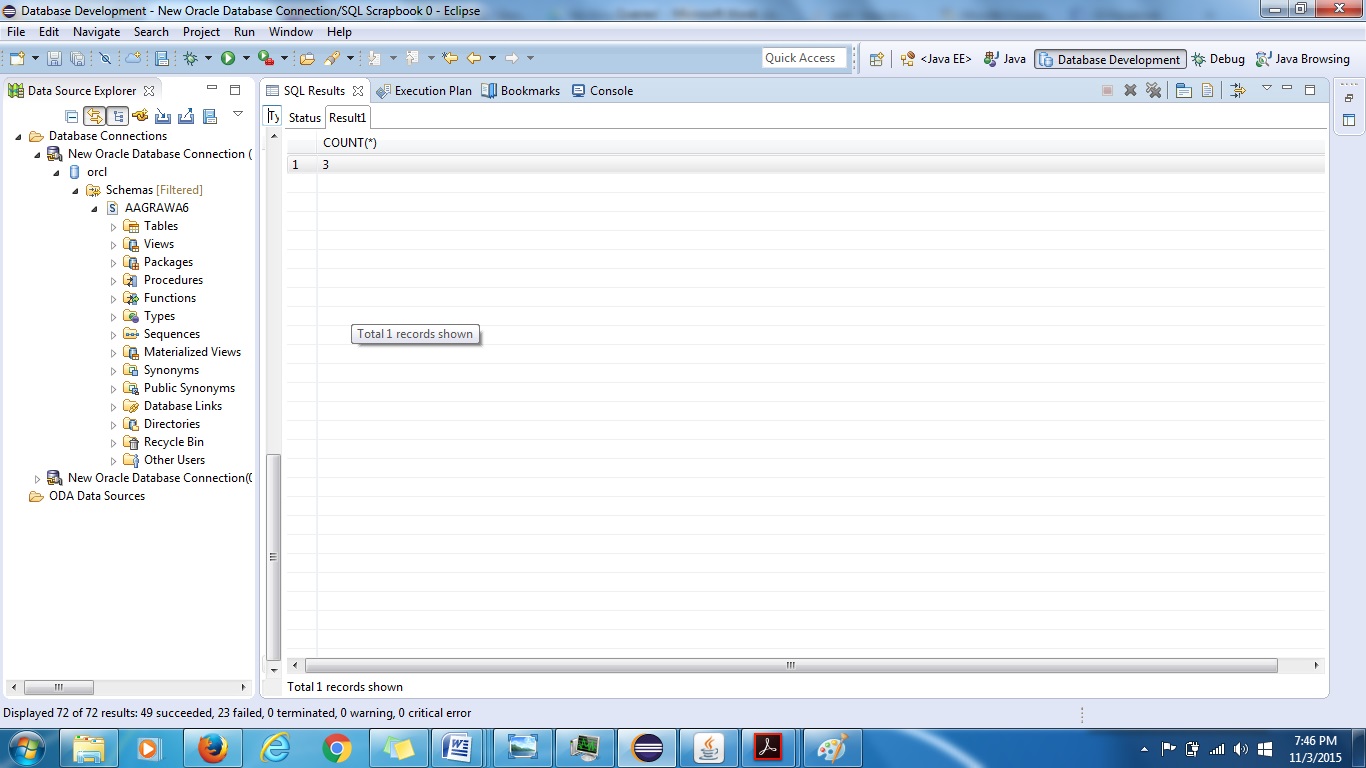 Database Development - New Oracle Database Connection/SQL Scrapbook 0 - Eclipse
File Edit Navigate Search Project Run Window Help
Quick Access <Java EE> Java Database Development Debug Java Browsing
Data Source Explorer
SQL Results Execution Plan Bookmarks Console
Status Result1
COUNT(*)
1 3
Database Connections
New Oracle Database Connection (
orcl
Schemas [Filtered]
S AAGRAWA6
Tables
Views
Packages
Procedures
Functions
Types
Sequences
Materialized Views
Synonyms
Public Synonyms
Database Links
Directories
Recycle Bin
Other Users
New Oracle Database Connection(
ODA Data Sources
Total 1 records shown
Total 1 records shown
Displayed 72 of 72 results: 49 succeeded, 23 failed, 0 terminated, 0 warning, 0 critical error
7:46 PM
11/3/2015